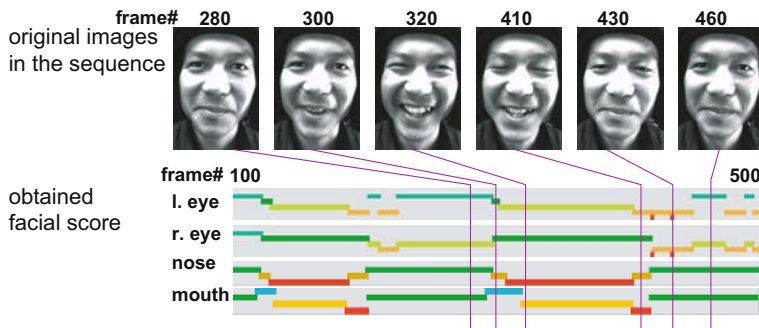 frame# 280 300 320 410 430 460
original images
in the sequence
frame# 100 500
obtained
facial score
l. eye
r. eye
nose
mouth